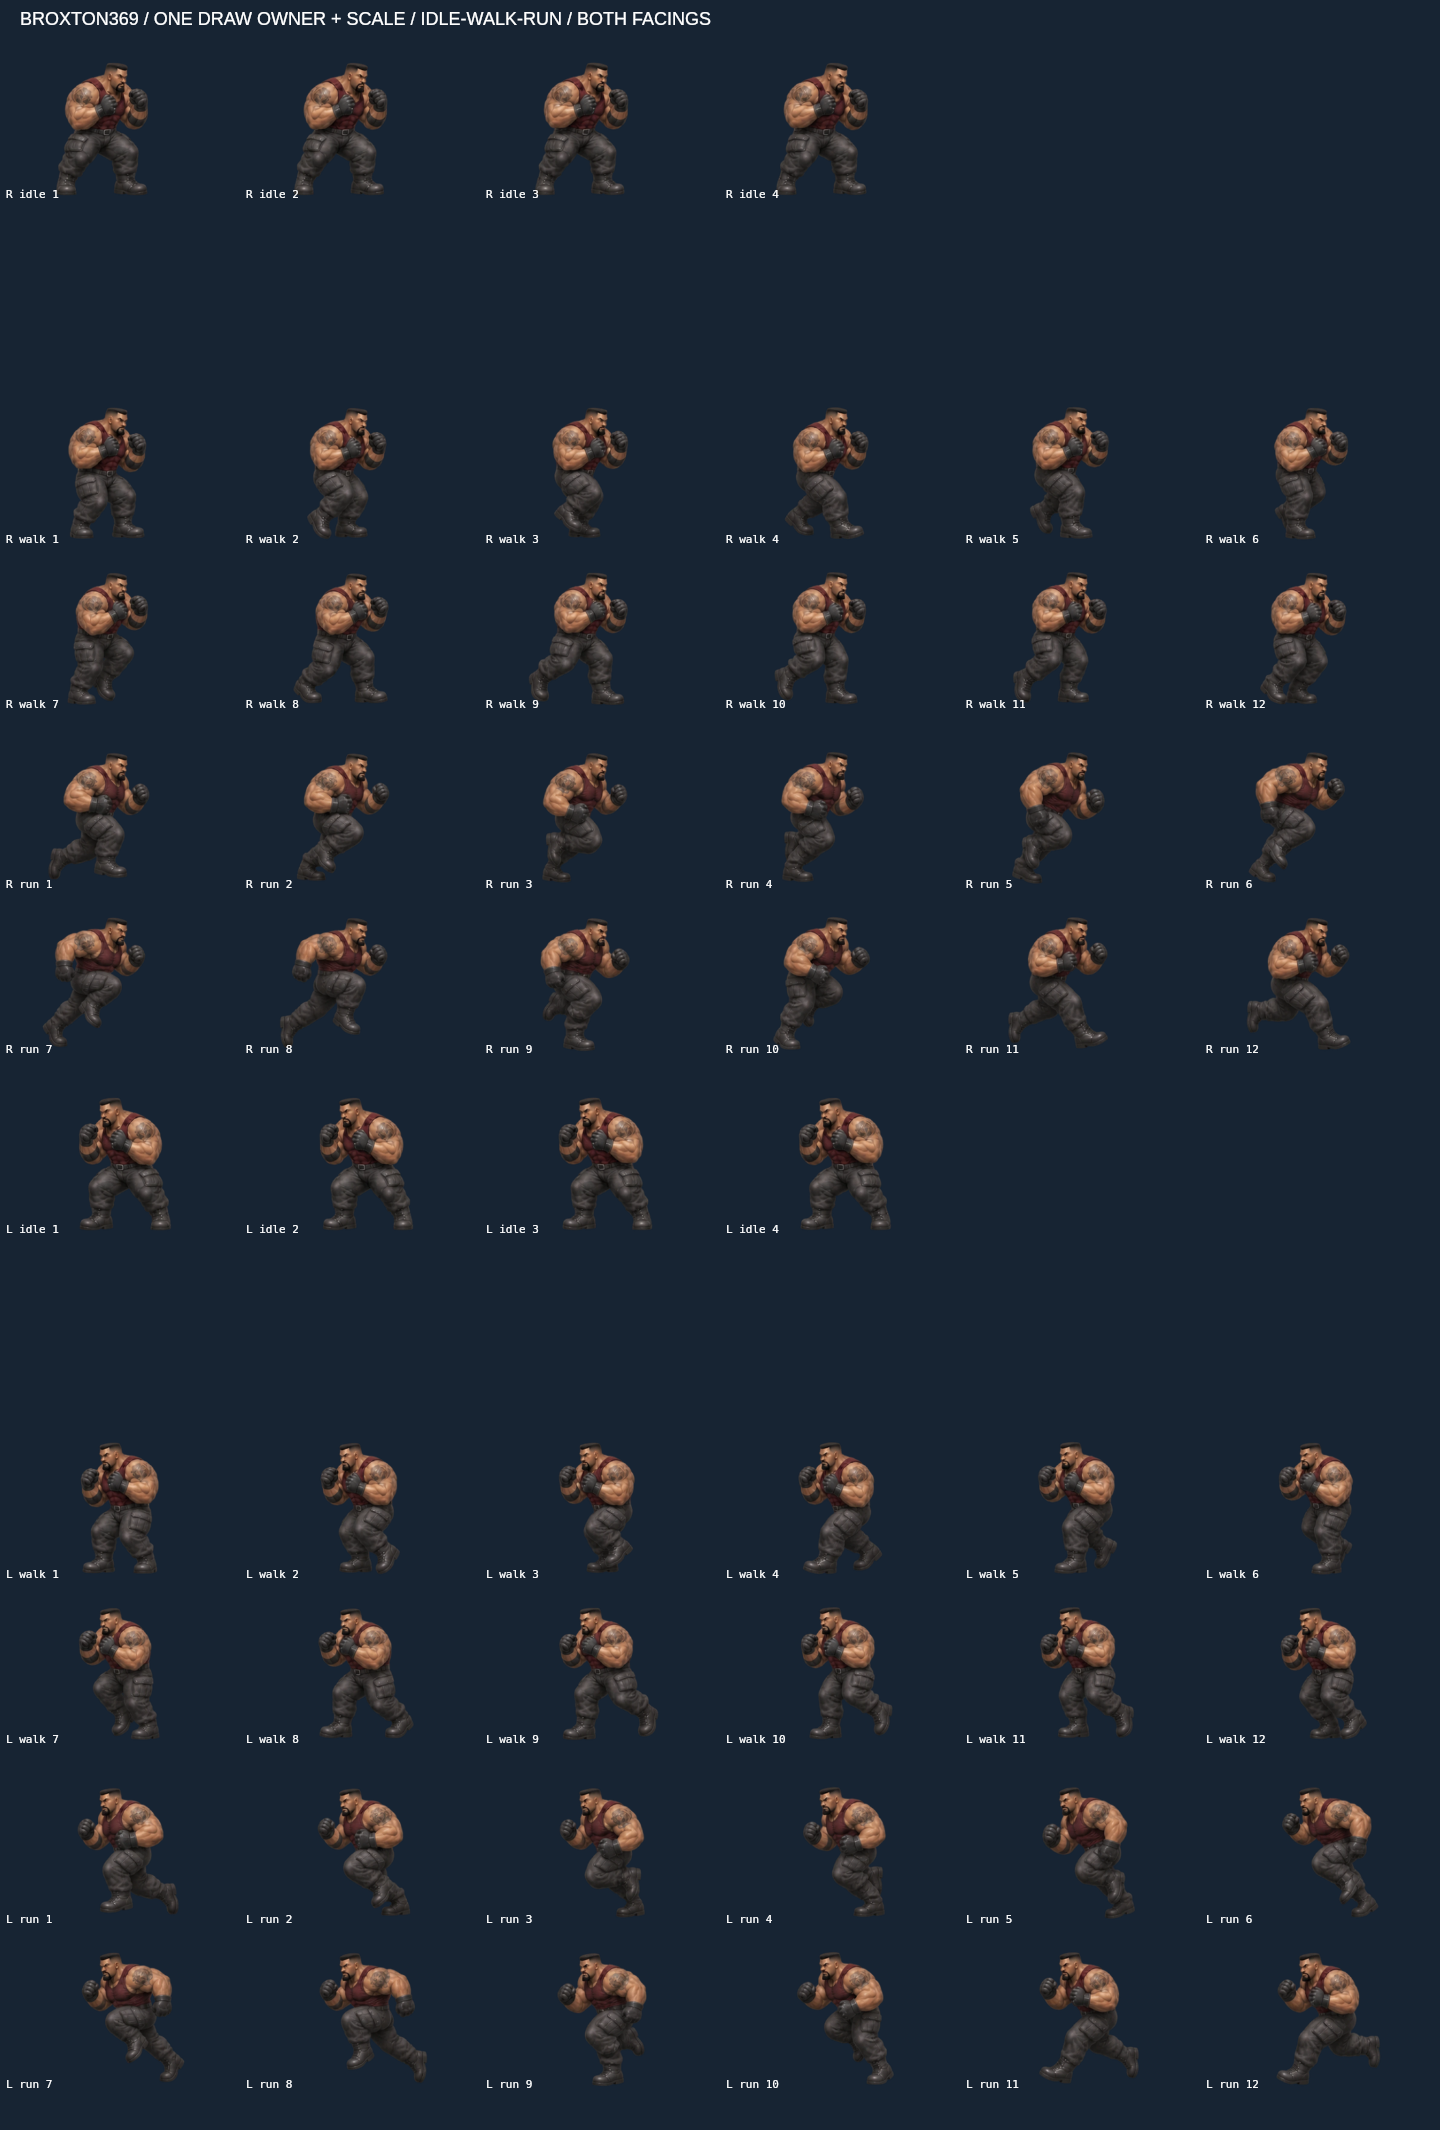 BROXTON369 / ONE DRAW OWNER + SCALE / IDLE-WALK-RUN / BOTH FACINGS
R idle 1 R idle 2 R idle 3 R idle 4
R walk 1 R walk 2 R walk 3 R walk 4 R walk 5 R walk 6
R walk 7 R walk 8 R walk 9 R walk 10 R walk 11 R walk 12
R run 1 R run 2 R run 3 R run 4 R run 5 R run 6
R run 7 R run 8 R run 9 R run 10 R run 11 R run 12
L idle 1 L idle 2 L idle 3 L idle 4
L walk 1 L walk 2 L walk 3 L walk 4 L walk 5 L walk 6
L walk 7 L walk 8 L walk 9 L walk 10 L walk 11 L walk 12
L run 1 L run 2 L run 3 L run 4 L run 5 L run 6
L run 7 L run 8 L run 9 L run 10 L run 11 L run 12